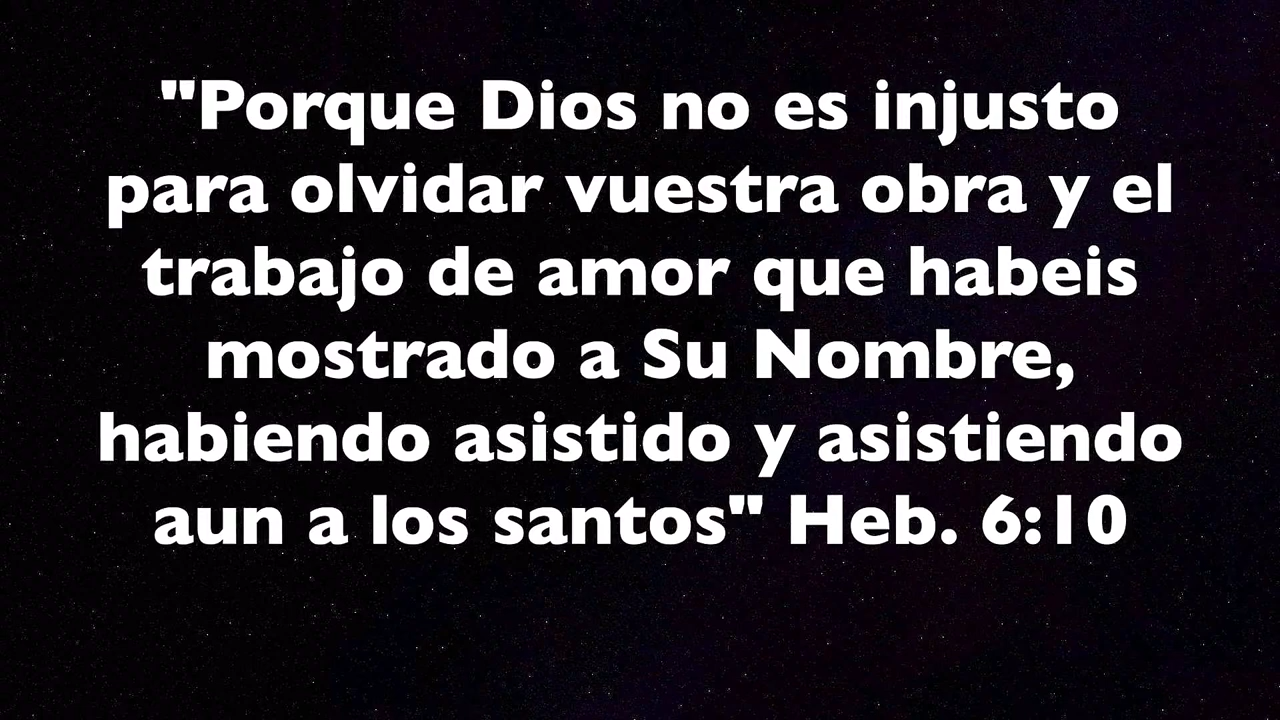 "Porque Dios no es injusto
para olvidar vuestra obra y el
trabajo de amor que habeis
mostrado a Su Nombre,
habiendo asistido y asistiendo
aun a los santos" Heb. 6:10